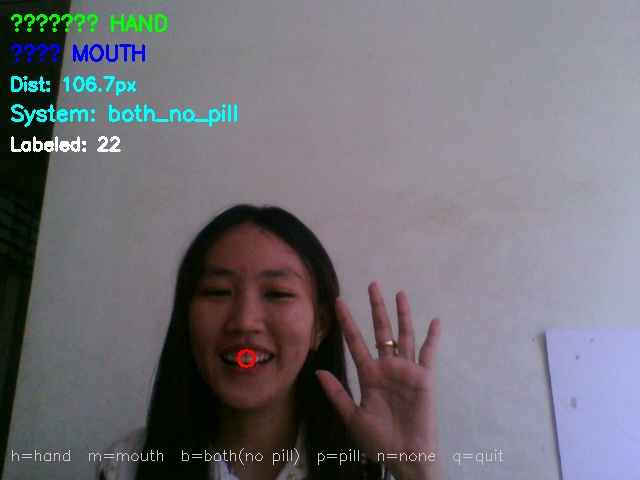 ??????? HAND
???? MOUTH
Dist: 106.7px
System: both_no_pill
Labeled: 22
h=hand m=mouth b=both(no pill) p=pill n=none q=quit